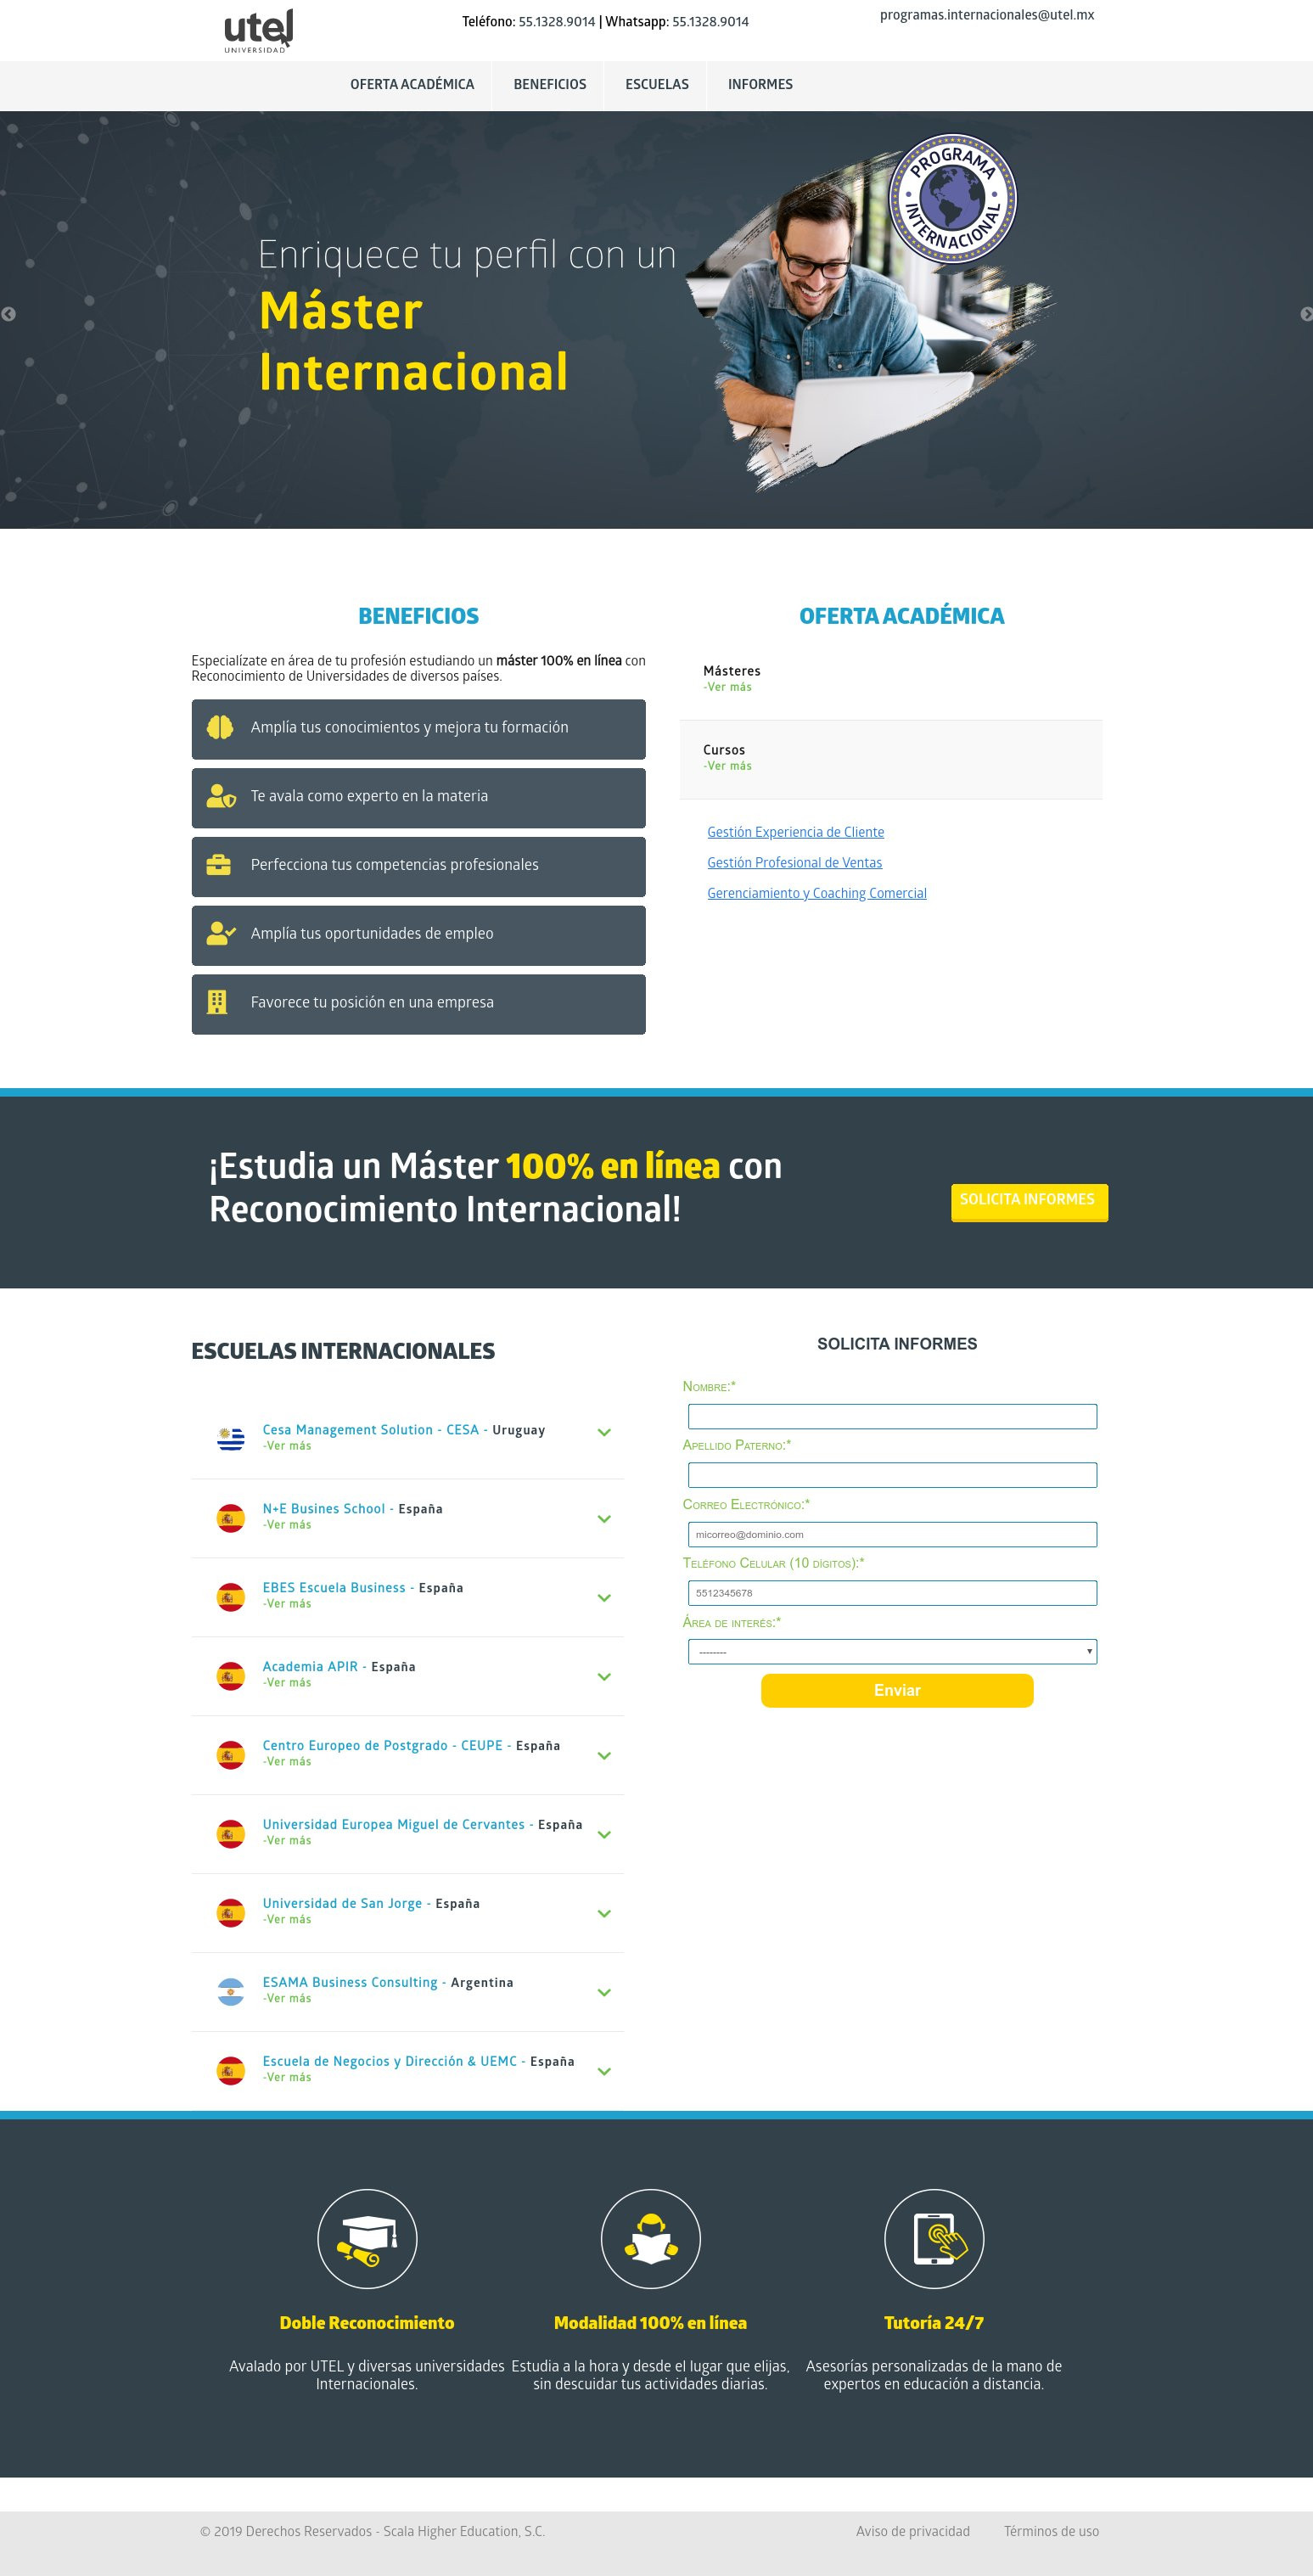 utel
UNIVERSIDAD
Teléfono: 55.1328.9014 | Whatsapp: 55.1328.9014
programas.internacionales@utel.mx
OFERTA ACADÉMICA
BENEFICIOS
ESCUELAS
INFORMES
PROGRAMA
INTERNACIONAL
Enriquece tu perfil con un
Máster
Internacional
BENEFICIOS
Especialízate en área de tu profesión estudiando un máster 100% en línea con
Reconocimiento de Universidades de diversos países.
Amplía tus conocimientos y mejora tu formación
Te avala como experto en la materia
Perfecciona tus competencias profesionales
Amplía tus oportunidades de empleo
Favorece tu posición en una empresa
OFERTA ACADÉMICA
Másteres
-Ver más
Cursos
-Ver más
Gestión Experiencia de Cliente
Gestión Profesional de Ventas
Gerenciamiento y Coaching Comercial
¡Estudia un Máster 100% en línea con
Reconocimiento Internacional!
SOLICITA INFORMES
ESCUELAS INTERNACIONALES
Cesa Management Solution - CESA - Uruguay
-Ver más
N+E Busines School - España
-Ver más
EBES Escuela Business - España
-Ver más
Academia APIR - España
-Ver más
Centro Europeo de Postgrado - CEUPE - España
-Ver más
Universidad Europea Miguel de Cervantes - España
-Ver más
Universidad de San Jorge - España
-Ver más
ESAMA Business Consulting - Argentina
-Ver más
Escuela de Negocios y Dirección & UEMC - España
-Ver más
SOLICITA INFORMES
Nombre:*
Apellido Paterno:*
Correo Electrónico:*
micorreo@dominio.com
Teléfono Celular (10 dígitos):*
5512345678
Área de interés:*
--------
Enviar
Doble Reconocimiento
Avalado por UTEL y diversas universidades
Internacionales.
Modalidad 100% en línea
Estudia a la hora y desde el lugar que elijas,
sin descuidar tus actividades diarias.
Tutoría 24/7
Asesorías personalizadas de la mano de
expertos en educación a distancia.
© 2019 Derechos Reservados - Scala Higher Education, S.C.
Aviso de privacidad
Términos de uso